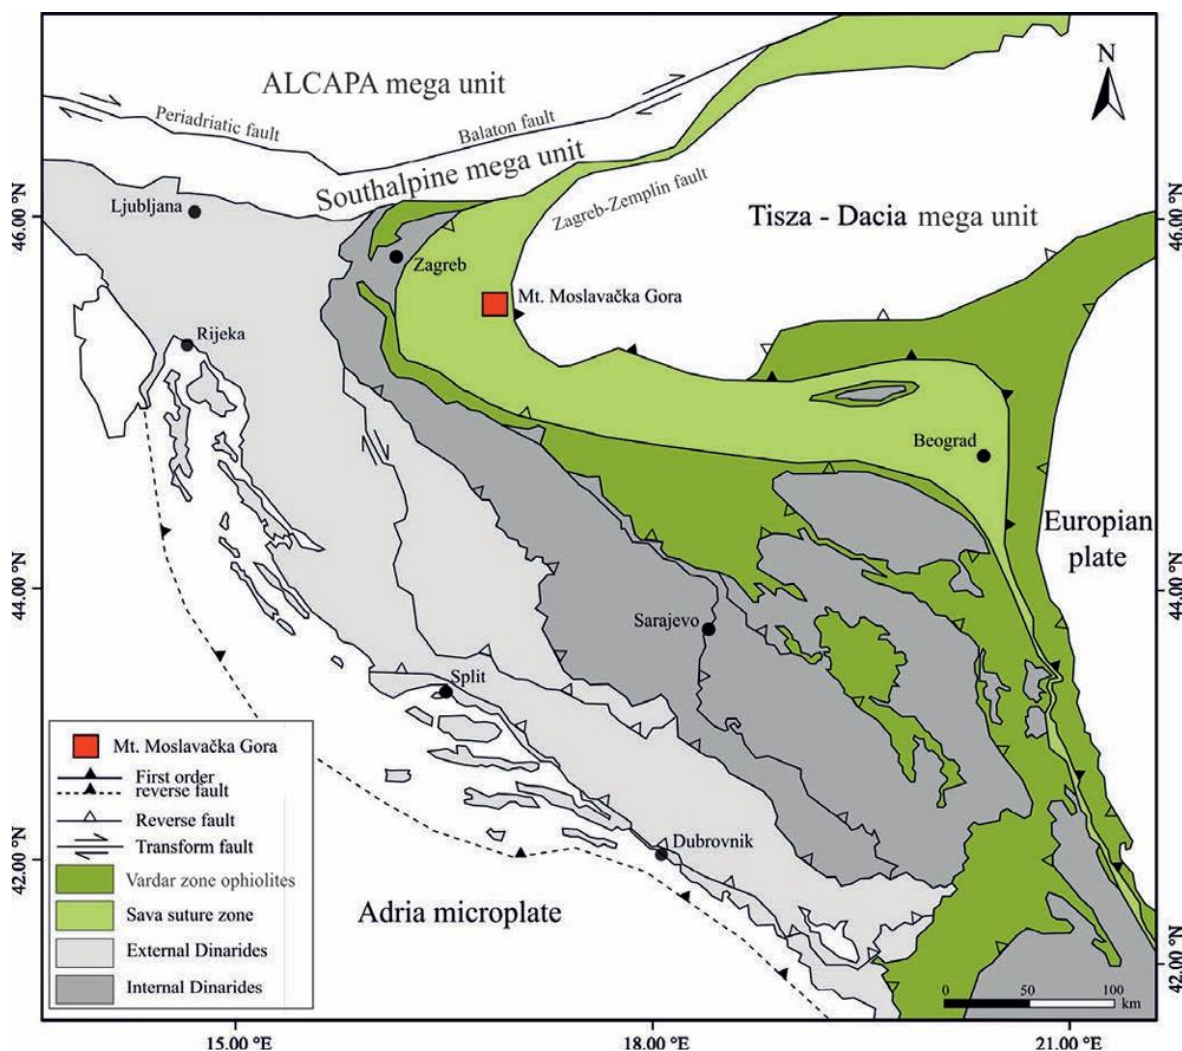 N
ALCAPA mega unit
Periadriatic fault
Balaton fault
Southalpine mega unit
Zagreb-Zemplin fault
Tisza - Dacia mega unit
46.00 °N
46.00 °N
Ljubljana
Zagreb
Mt. Moslavačka Gora
Rijeka
Beograd
Europian
plate
44.00 °N
44.00 °N
Sarajevo
Split
Dubrovnik
Adria microplate
42.00 °N
42.00 °N
Mt. Moslavačka Gora
First order
reverse fault
Reverse fault
Transform fault
Vardar zone ophiolites
Sava suture zone
External Dinarides
Internal Dinarides
0 50 100
km
15.00 °E 18.00 °E 21.00 °E